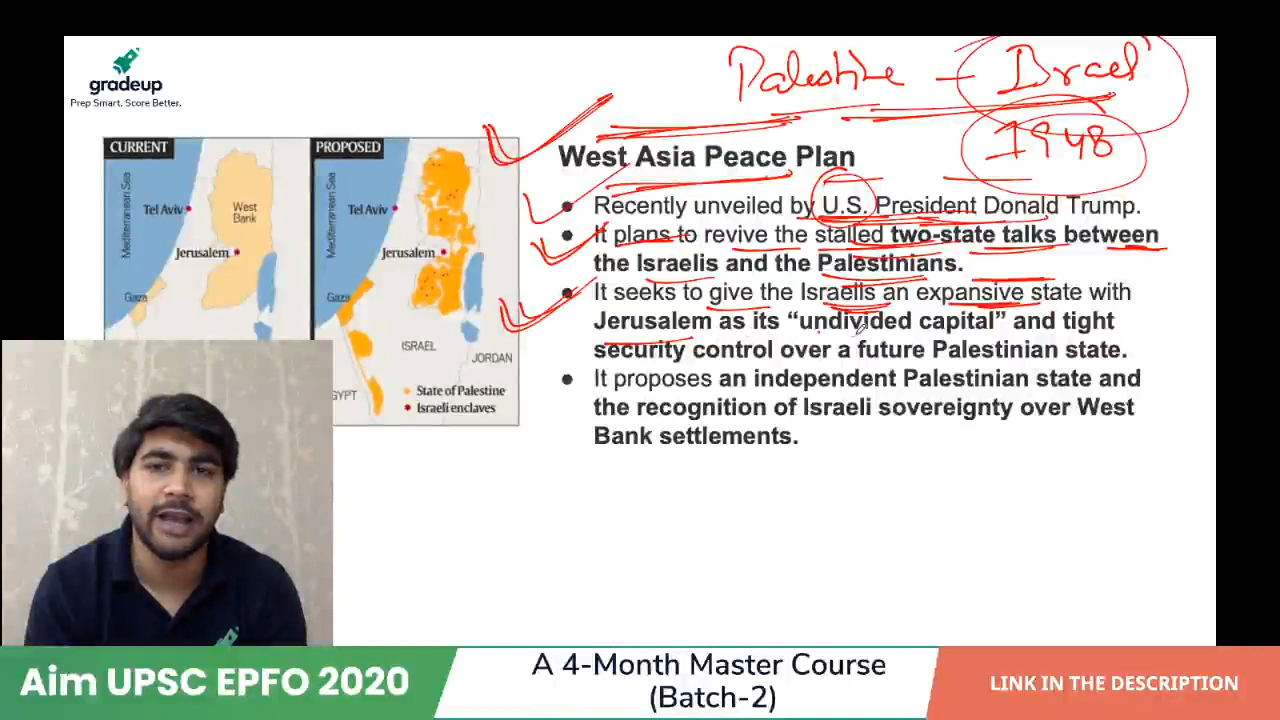 gradeup
Prep Smart. Score Better.
Palestine - Israel
1948
CURRENT
Mediterranean Sea
Tel Aviv
West
Bank
Jerusalem
Gaza
PROPOSED
Mediterranean Sea
Tel Aviv
Jerusalem
Gaza
ISRAEL
JORDAN
GYPT
State of Palestine
Israeli enclaves
West Asia Peace Plan
● Recently unveiled by U.S. President Donald Trump.
● It plans to revive the stalled two-state talks between
the Israelis and the Palestinians.
● It seeks to give the Israelis an expansive state with
Jerusalem as its “undivided capital” and tight
security control over a future Palestinian state.
● It proposes an independent Palestinian state and
the recognition of Israeli sovereignty over West
Bank settlements.
Aim UPSC EPFO 2020
A 4-Month Master Course
(Batch-2)
LINK IN THE DESCRIPTION